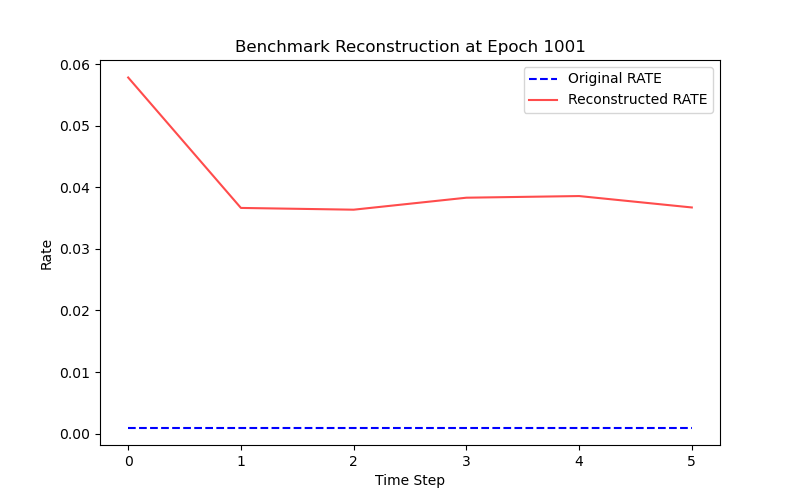 Benchmark Reconstruction at Epoch 1001
Original RATE
Reconstructed RATE
0.06
0.05
0.04
0.03
0.02
0.01
0.00
Rate
0 1 2 3 4 5
Time Step